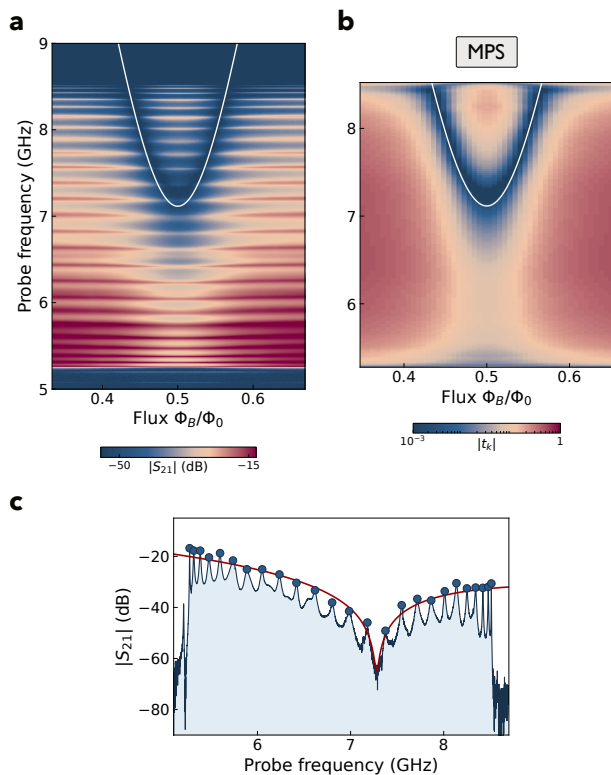 a
9
8
7
6
5
Probe frequency (GHz)
0.4 0.5 0.6
Flux Φ_B/Φ_0
−50 |S_21| (dB) −15
b
MPS
8
7
6
0.4 0.5 0.6
Flux Φ_B/Φ_0
10^−3 |t_k| 1
c
−20
−40
−60
−80
|S_21| (dB)
6 7 8
Probe frequency (GHz)